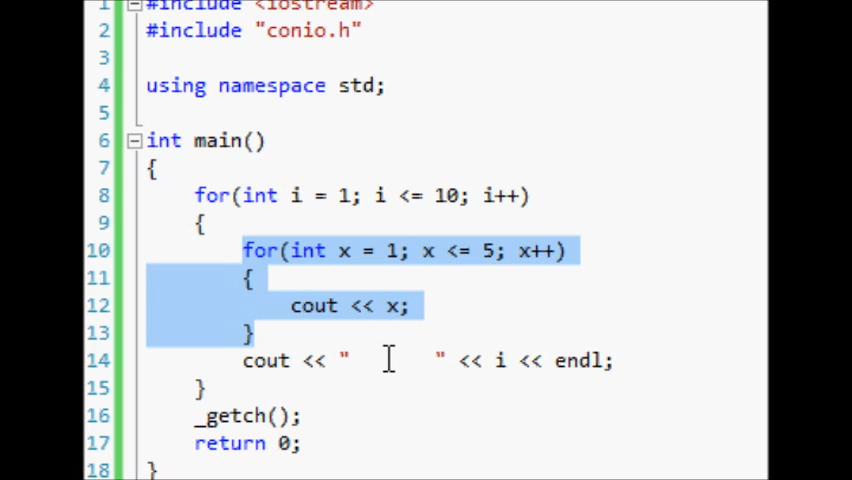 1 #include <iostream>
2 #include "conio.h"
3
4 using namespace std;
5
6 int main()
7 {
8 for(int i = 1; i <= 10; i++)
9 {
10 for(int x = 1; x <= 5; x++)
11 {
12 cout << x;
13 }
14 cout << "        " << i << endl;
15 }
16 _getch();
17 return 0;
18 }